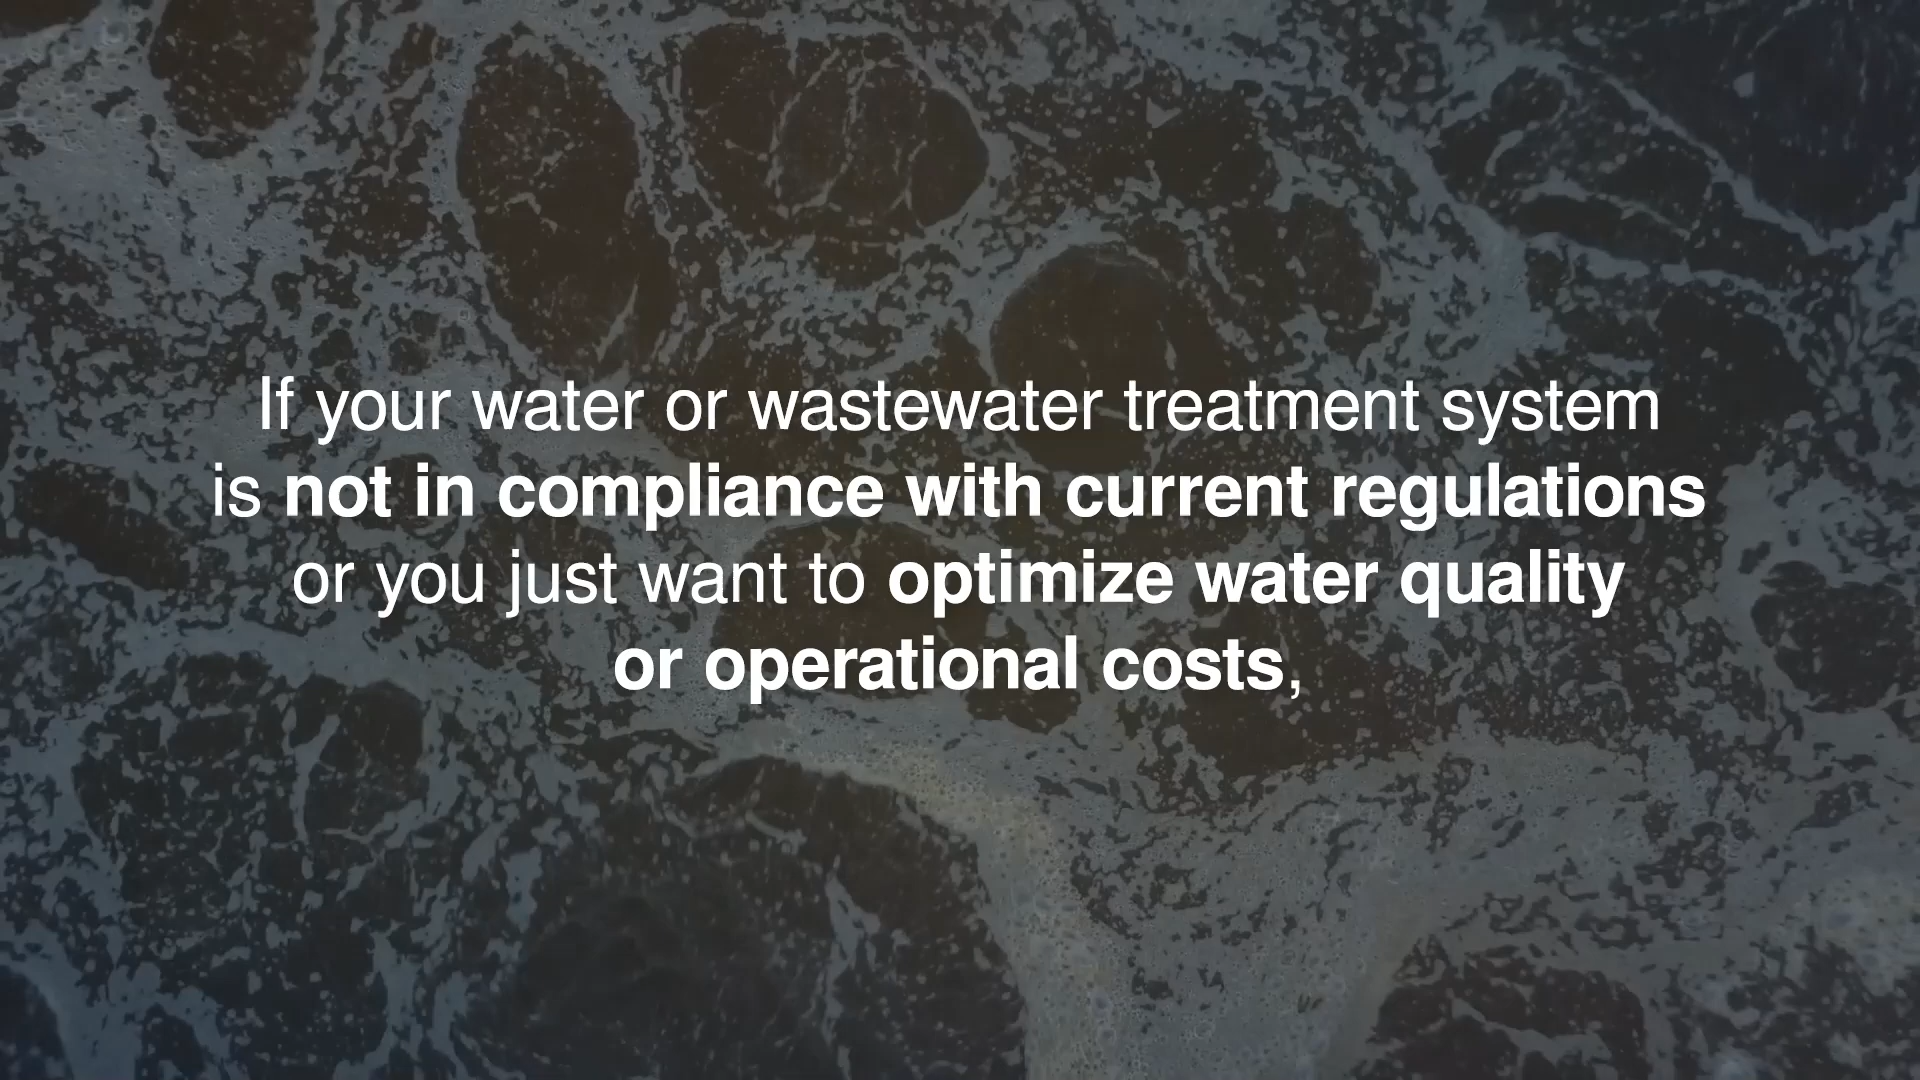 If your water or wastewater treatment system
is not in compliance with current regulations
or you just want to optimize water quality
or operational costs,